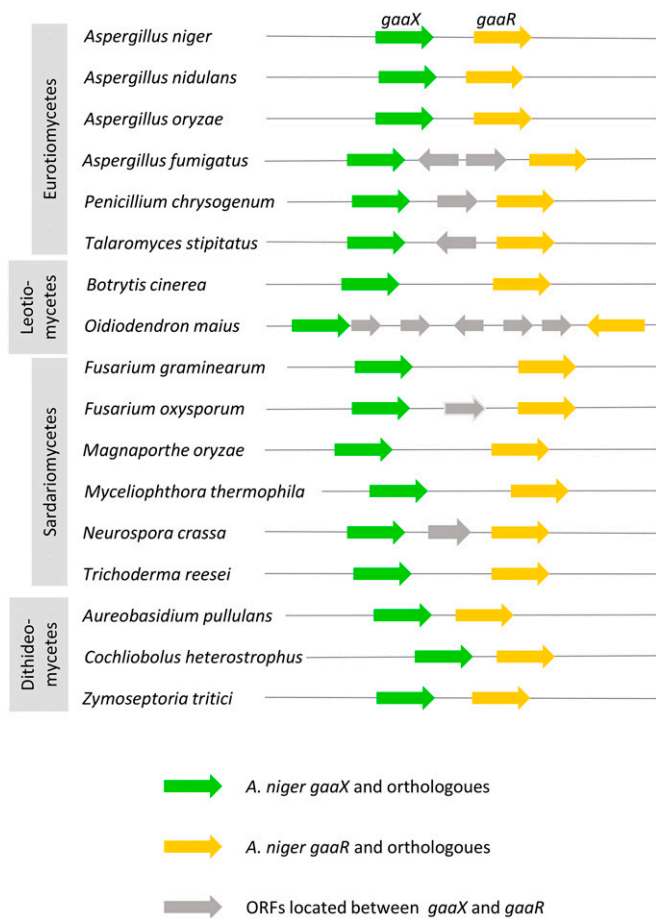 gaaX gaaR
Eurotiomycetes
Aspergillus niger
Aspergillus nidulans
Aspergillus oryzae
Aspergillus fumigatus
Penicillium chrysogenum
Talaromyces stipitatus
Leotio-
mycetes
Botrytis cinerea
Oidiodendron maius
Sardariomycetes
Fusarium graminearum
Fusarium oxysporum
Magnaporthe oryzae
Myceliophthora thermophila
Neurospora crassa
Trichoderma reesei
Dithideo-
mycetes
Aureobasidium pullulans
Cochliobolus heterostrophus
Zymoseptoria tritici
A. niger gaaX and orthologoues
A. niger gaaR and orthologoues
ORFs located between gaaX and gaaR